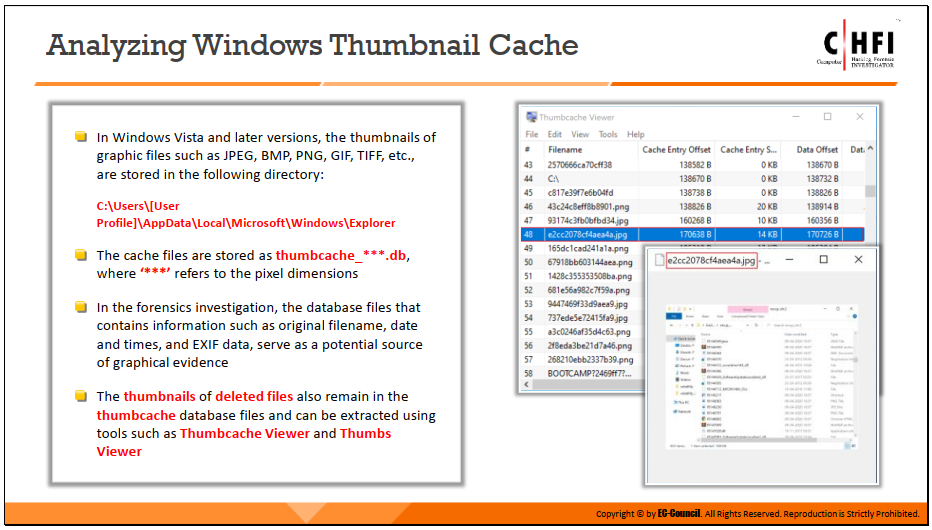 Analyzing Windows Thumbnail Cache
CHFI
Computer Hacking Forensic
INVESTIGATOR
In Windows Vista and later versions, the thumbnails of
graphic files such as JPEG, BMP, PNG, GIF, TIFF, etc.,
are stored in the following directory:
C:\Users\[User
Profile]\AppData\Local\Microsoft\Windows\Explorer
The cache files are stored as thumbcache_***.db,
where ‘***’ refers to the pixel dimensions
In the forensics investigation, the database files that
contains information such as original filename, date
and times, and EXIF data, serve as a potential source
of graphical evidence
The thumbnails of deleted files also remain in the
thumbcache database files and can be extracted using
tools such as Thumbcache Viewer and Thumbs
Viewer
Thumbcache Viewer
File Edit View Tools Help
# Filename Cache Entry Offset Cache Entry S... Data Offset Dat
43 2570666ca70cff38 138582 B 0 KB 138670 B
44 C:\ 138670 B 0 KB 138732 B
45 c817e39f7e6b04fd 138738 B 0 KB 138826 B
46 43c24c8eff8b8901.png 138826 B 20 KB 138914 B
47 93174c3fb0bfbd34.jpg 160268 B 10 KB 160356 B
48 e2cc2078cf4aea4a.jpg 170638 B 14 KB 170726 B
49 165dc1cad241a1a.png
50 67918bb603144aea.png
51 1428c355353508ba.png
52 681e56a982c7f59a.png
53 9447469f33d9aea9.jpg
54 737ede5e72415fa9.jpg
55 a3c0246af35d4c63.png
56 2f8eda3be21d7a46.png
57 268210ebb2337b39.png
58 BOOTCAMP?2469ff7?...
e2cc2078cf4aea4a.jpg - ...
Copyright © by EC-Council. All Rights Reserved. Reproduction is Strictly Prohibited.